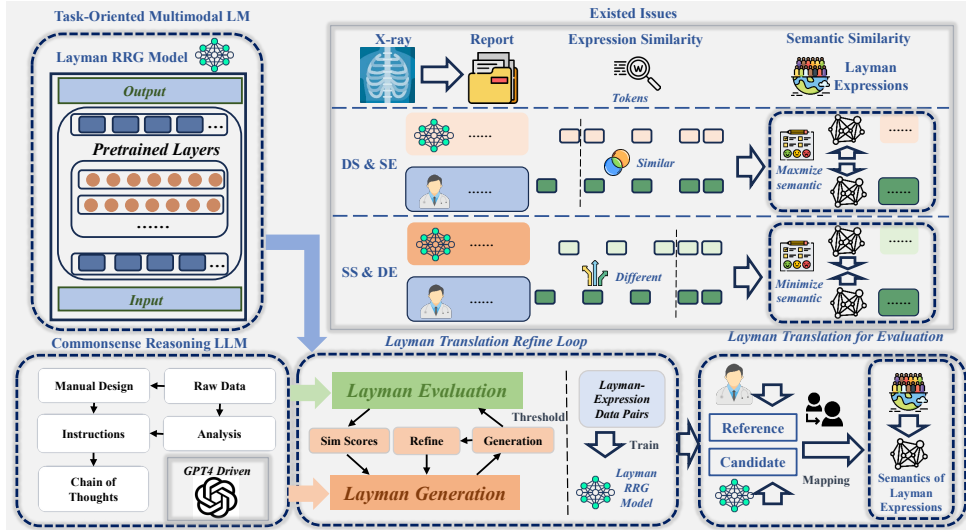 Task-Oriented Multimodal LM
Layman RRG Model
Output
......
Pretrained Layers
......
...
Input
Existed Issues
X-ray
Report
Expression Similarity
Semantic Similarity
W
Tokens
Layman
Expressions
DS & SE
......
......
Similar
Maxmize
semantic
......
......
SS & DE
......
......
Different
Minimize
semantic
......
......
Commonsense Reasoning LLM
Manual Design
Raw Data
Instructions
Analysis
Chain of
Thoughts
GPT4 Driven
Layman Translation Refine Loop
Layman Evaluation
Threshold
Sim Scores
Refine
Generation
Layman Generation
Layman-
Expression
Data Pairs
Train
Layman
RRG
Model
Layman Translation for Evaluation
Reference
Candidate
Mapping
Semantics of
Layman
Expressions